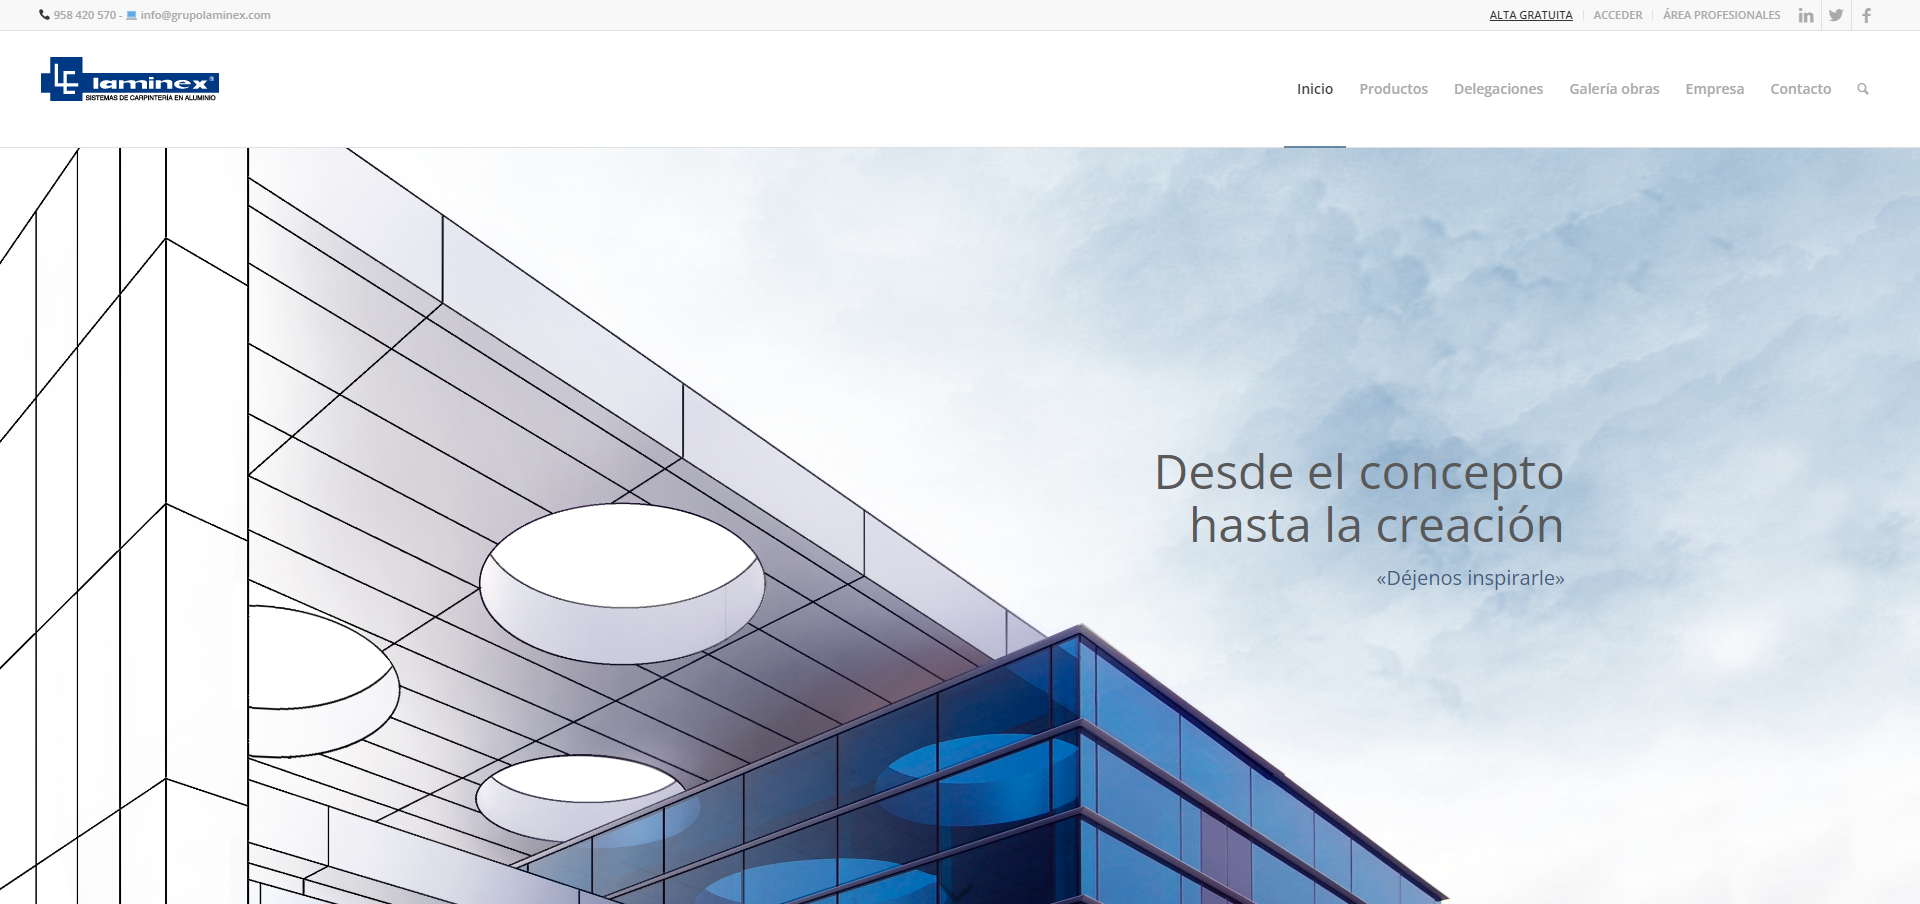 958 420 570 - info@grupolaminex.com
ALTA GRATUITA ACCEDER ÁREA PROFESIONALES
LE laminex®
SISTEMAS DE CARPINTERÍA EN ALUMINIO
Inicio Productos Delegaciones Galería obras Empresa Contacto
Desde el concepto
hasta la creación
«Déjenos inspirarle»